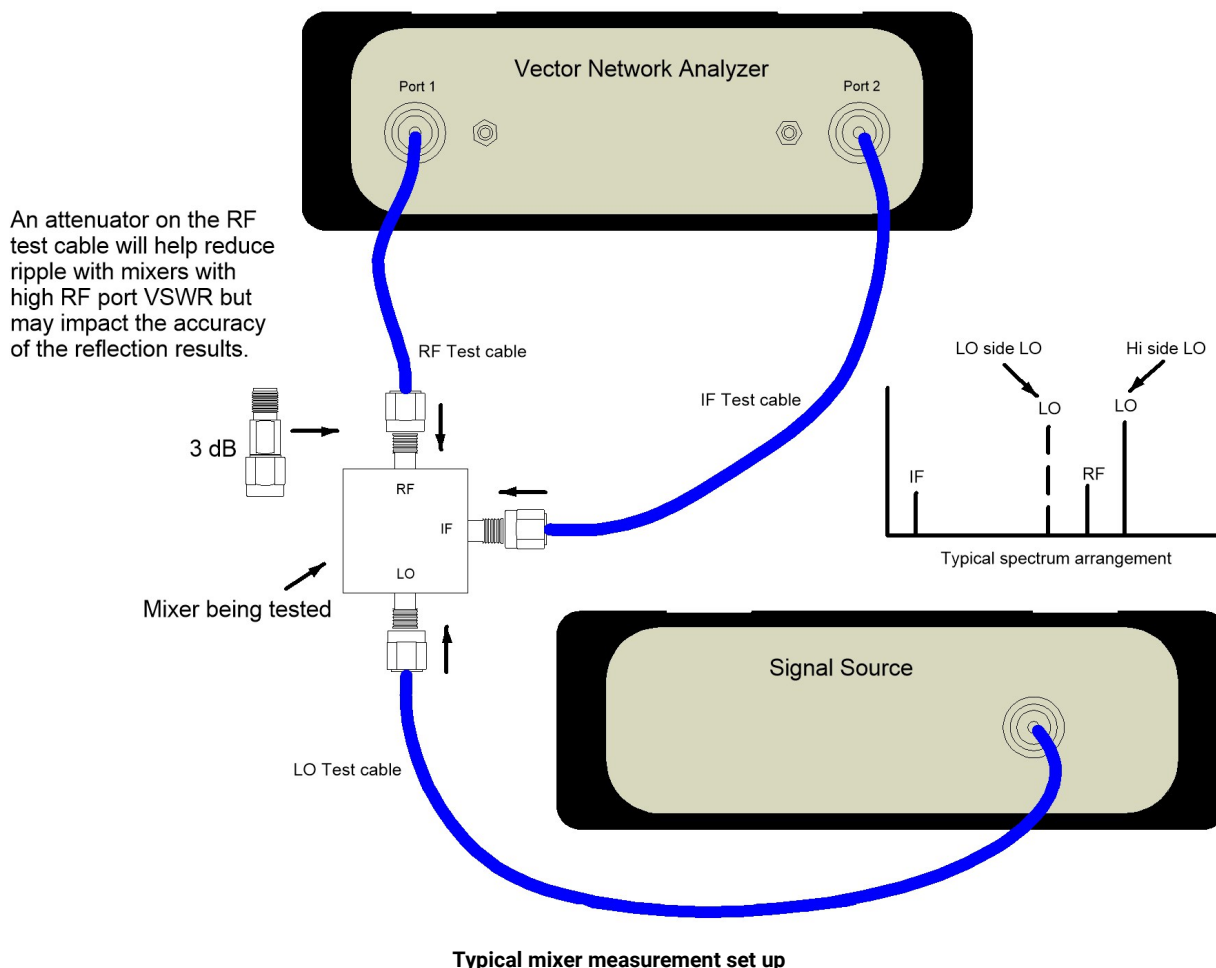 Vector Network Analyzer
Port 1
Port 2
An attenuator on the RF
test cable will help reduce
ripple with mixers with
high RF port VSWR but
may impact the accuracy
of the reflection results.
RF Test cable
IF Test cable
LO side LO
Hi side LO
LO
LO
IF
RF
Typical spectrum arrangement
3 dB
RF
IF
LO
Mixer being tested
Signal Source
LO Test cable
Typical mixer measurement set up